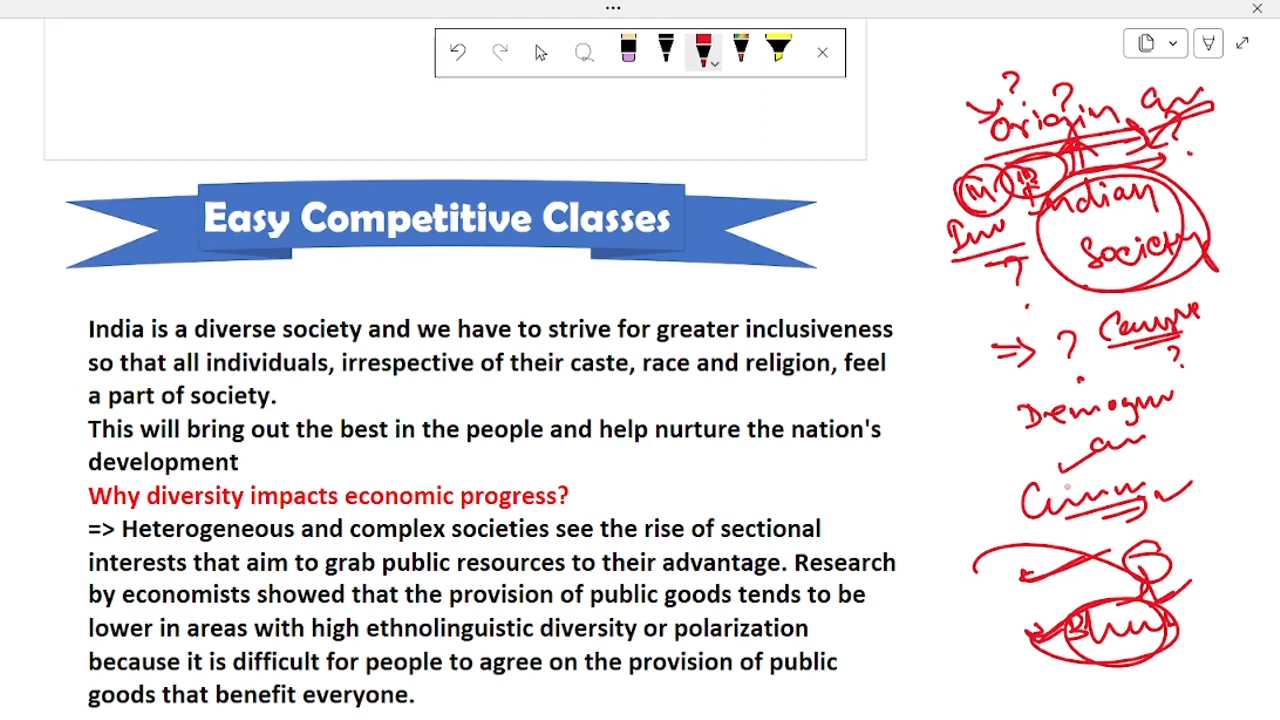 Easy Competitive Classes
India is a diverse society and we have to strive for greater inclusiveness
so that all individuals, irrespective of their caste, race and religion, feel
a part of society.
This will bring out the best in the people and help nurture the nation's
development
Why diversity impacts economic progress?
=> Heterogeneous and complex societies see the rise of sectional
interests that aim to grab public resources to their advantage. Research
by economists showed that the provision of public goods tends to be
lower in areas with high ethnolinguistic diversity or polarization
because it is difficult for people to agree on the provision of public
goods that benefit everyone.
? ?
Origin
?
Indian
Society
?
=> ?
?